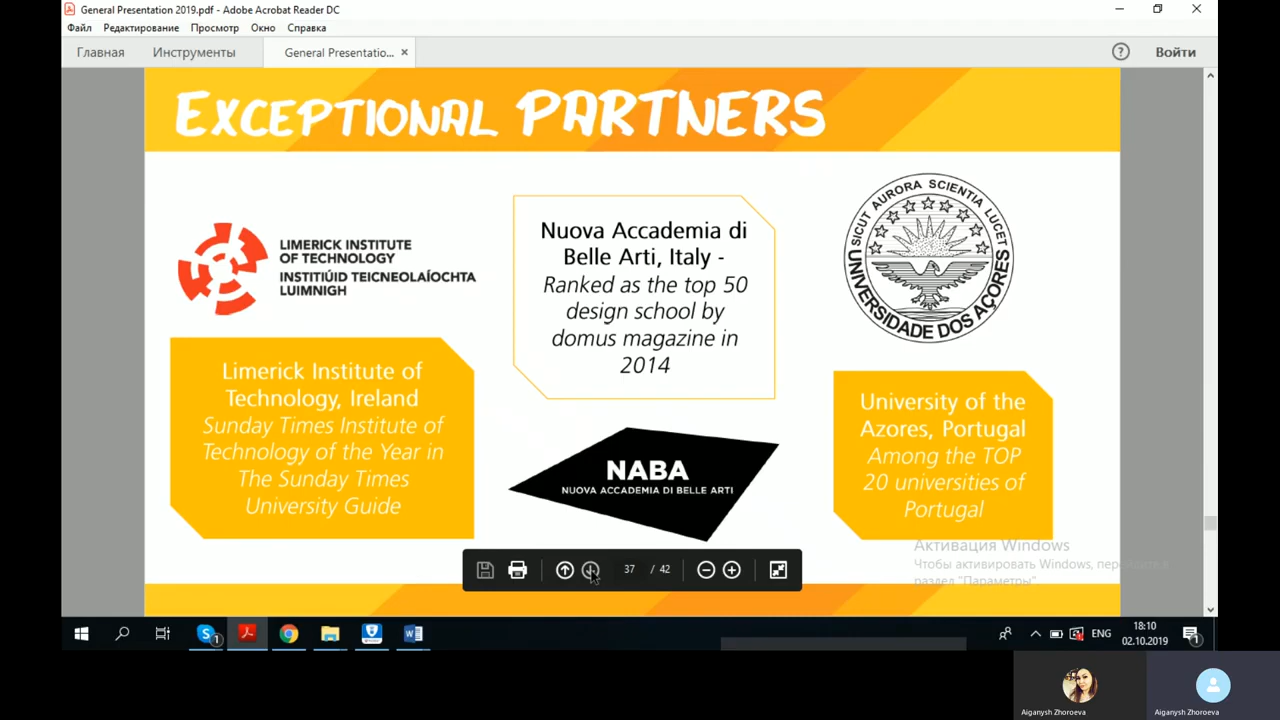 General Presentation 2019.pdf - Adobe Acrobat Reader DC
Файл Редактирование Просмотр Окно Справка
Главная Инструменты General Presentatio... × ? Войти
EXCEPTIONAL PARTNERS
LIMERICK INSTITUTE
OF TECHNOLOGY
INSTITIÚID TEICNEOLAÍOCHTA
LUIMNIGH
Limerick Institute of
Technology, Ireland
Sunday Times Institute of
Technology of the Year in
The Sunday Times
University Guide
Nuova Accademia di
Belle Arti, Italy -
Ranked as the top 50
design school by
domus magazine in
2014
NABA
NUOVA ACCADEMIA DI BELLE ARTI
SICUT AURORA SCIENTIA LUCET
UNIVERSIDADE DOS AÇORES
University of the
Azores, Portugal
Among the TOP
20 universities of
Portugal
Активация Windows
Чтобы активировать Windows, перейдите в
раздел "Параметры".
37 / 42
1
ENG
18:10
02.10.2019
1
Aiganysh Zhoroeva
Aiganysh Zhoroeva